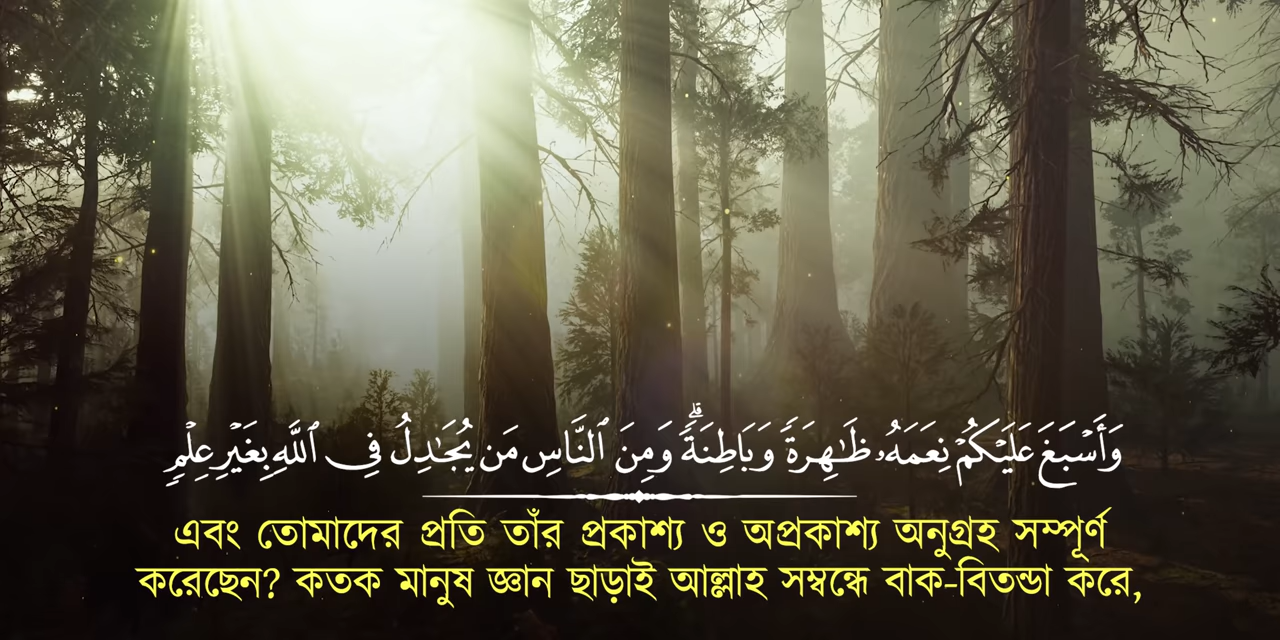 وَأَسْبَغَ عَلَيْكُمْ نِعَمَهُۥ ظَـٰهِرَةً وَبَاطِنَةً ۗ وَمِنَ ٱلنَّاسِ مَن يُجَـٰدِلُ فِى ٱللَّهِ بِغَيْرِ عِلْمٍ
এবং তোমাদের প্রতি তাঁর প্রকাশ্য ও অপ্রকাশ্য অনুগ্রহ সম্পূর্ণ
করেছেন? কতক মানুষ জ্ঞান ছাড়াই আল্লাহ সম্বন্ধে বাক-বিতন্ডা করে,